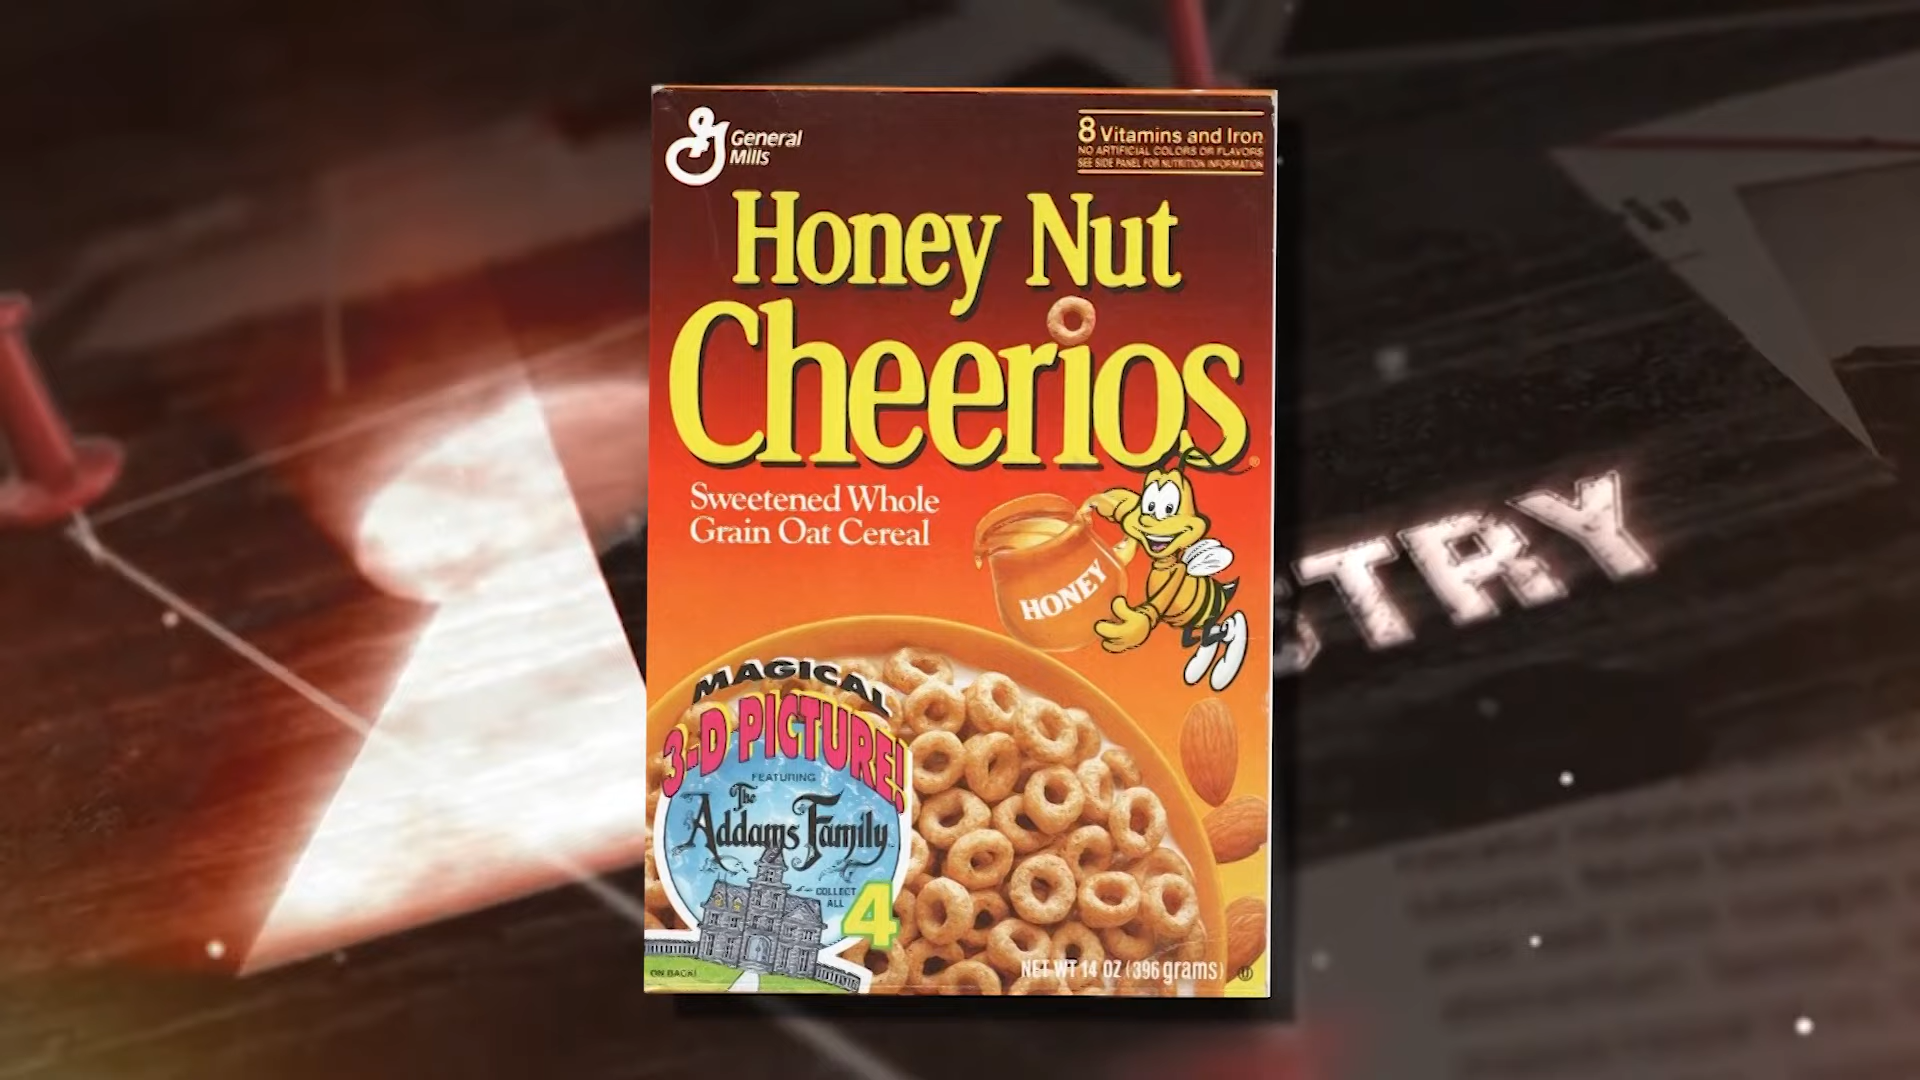 General
Mills
8 Vitamins and Iron
NO ARTIFICIAL COLORS OR FLAVORS
SEE SIDE PANEL FOR NUTRITION INFORMATION
Honey Nut
Cheerios
Sweetened Whole
Grain Oat Cereal
HONEY
MAGICAL
3-D PICTURE!
FEATURING
The
Addams Family
COLLECT
ALL
4
ON BACK!
NET WT 14 OZ (396 grams)
TRY